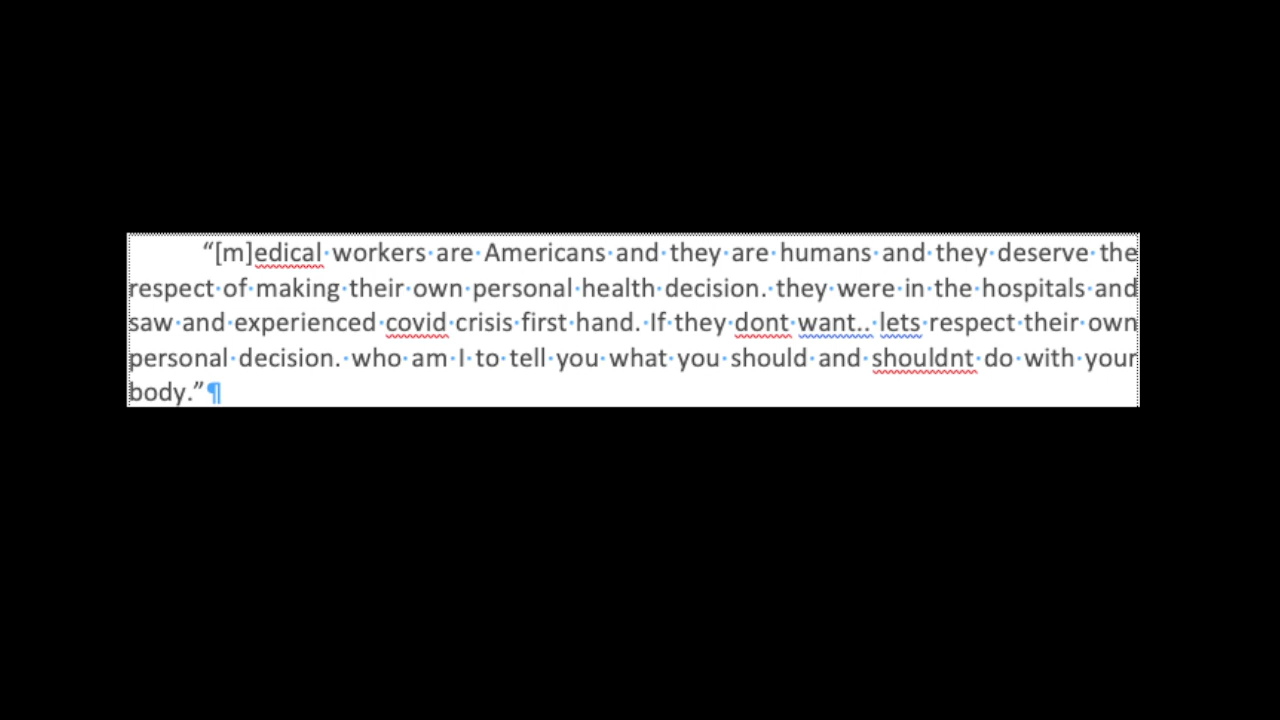 “[m]edical workers are Americans and they are humans and they deserve the
respect of making their own personal health decision. they were in the hospitals and
saw and experienced covid crisis first hand. If they dont want.. lets respect their own
personal decision. who am I to tell you what you should and shouldnt do with your
body.”¶